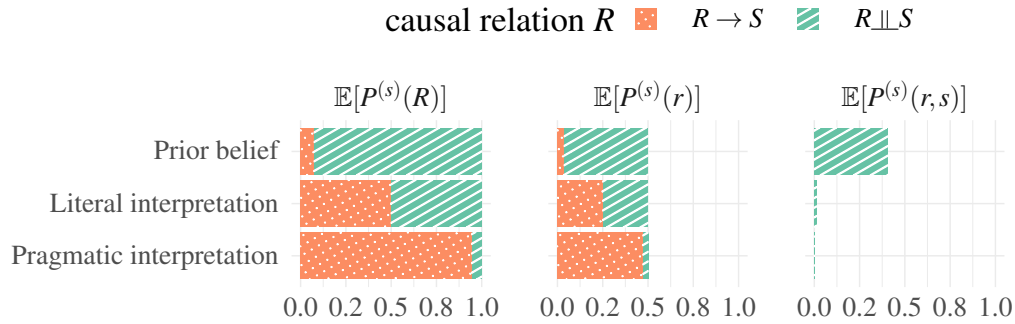 causal relation R R → S R⫫S
𝔼[P^(s)(R)] 𝔼[P^(s)(r)] 𝔼[P^(s)(r,s)]
Prior belief
Literal interpretation
Pragmatic interpretation
0.0 0.2 0.5 0.8 1.0 0.0 0.2 0.5 0.8 1.0 0.0 0.2 0.5 0.8 1.0